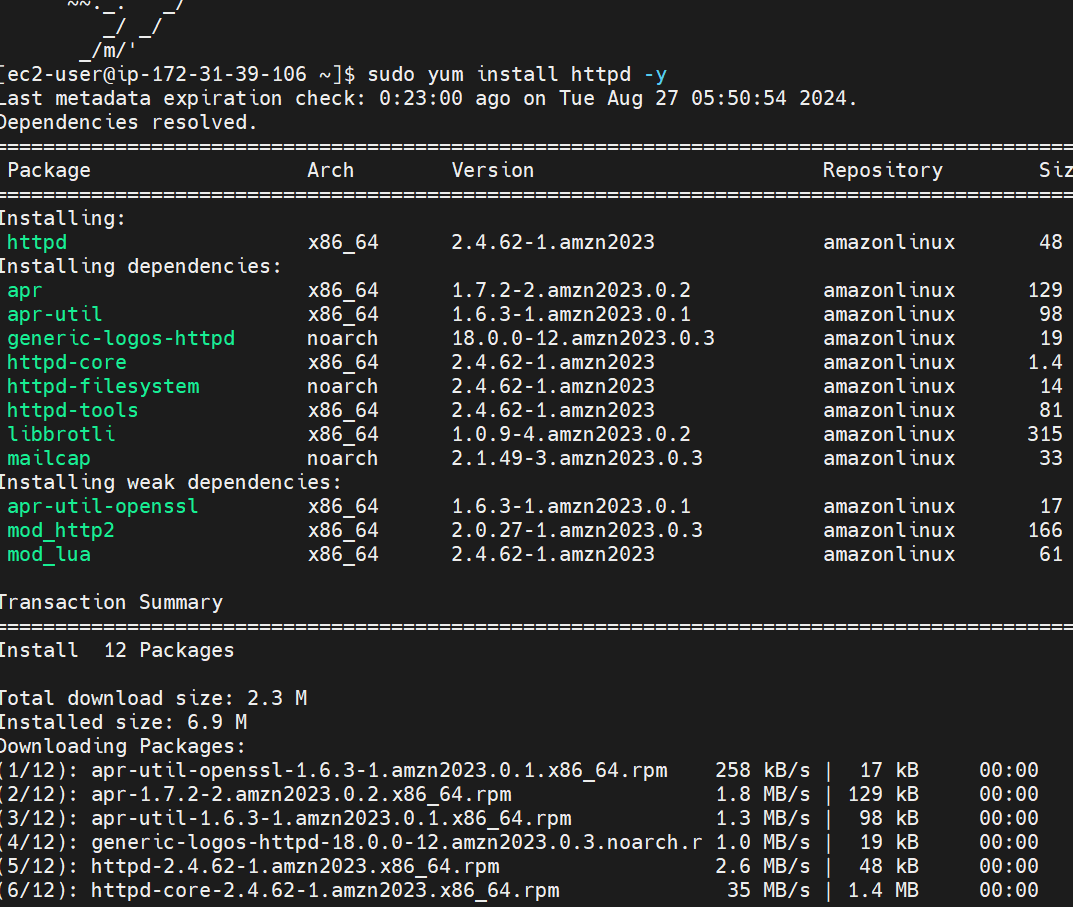 ~~._. _/
_/ _/
_/m/'
[ec2-user@ip-172-31-39-106 ~]$ sudo yum install httpd -y
Last metadata expiration check: 0:23:00 ago on Tue Aug 27 05:50:54 2024.
Dependencies resolved.
Package Arch Version Repository Siz
Installing:
httpd x86_64 2.4.62-1.amzn2023 amazonlinux 48
Installing dependencies:
apr x86_64 1.7.2-2.amzn2023.0.2 amazonlinux 129
apr-util x86_64 1.6.3-1.amzn2023.0.1 amazonlinux 98
generic-logos-httpd noarch 18.0.0-12.amzn2023.0.3 amazonlinux 19
httpd-core x86_64 2.4.62-1.amzn2023 amazonlinux 1.4
httpd-filesystem noarch 2.4.62-1.amzn2023 amazonlinux 14
httpd-tools x86_64 2.4.62-1.amzn2023 amazonlinux 81
libbrotli x86_64 1.0.9-4.amzn2023.0.2 amazonlinux 315
mailcap noarch 2.1.49-3.amzn2023.0.3 amazonlinux 33
Installing weak dependencies:
apr-util-openssl x86_64 1.6.3-1.amzn2023.0.1 amazonlinux 17
mod_http2 x86_64 2.0.27-1.amzn2023.0.3 amazonlinux 166
mod_lua x86_64 2.4.62-1.amzn2023 amazonlinux 61
Transaction Summary
Install 12 Packages
Total download size: 2.3 M
Installed size: 6.9 M
Downloading Packages:
(1/12): apr-util-openssl-1.6.3-1.amzn2023.0.1.x86_64.rpm 258 kB/s | 17 kB 00:00
(2/12): apr-1.7.2-2.amzn2023.0.2.x86_64.rpm 1.8 MB/s | 129 kB 00:00
(3/12): apr-util-1.6.3-1.amzn2023.0.1.x86_64.rpm 1.3 MB/s | 98 kB 00:00
(4/12): generic-logos-httpd-18.0.0-12.amzn2023.0.3.noarch.r 1.0 MB/s | 19 kB 00:00
(5/12): httpd-2.4.62-1.amzn2023.x86_64.rpm 2.6 MB/s | 48 kB 00:00
(6/12): httpd-core-2.4.62-1.amzn2023.x86_64.rpm 35 MB/s | 1.4 MB 00:00